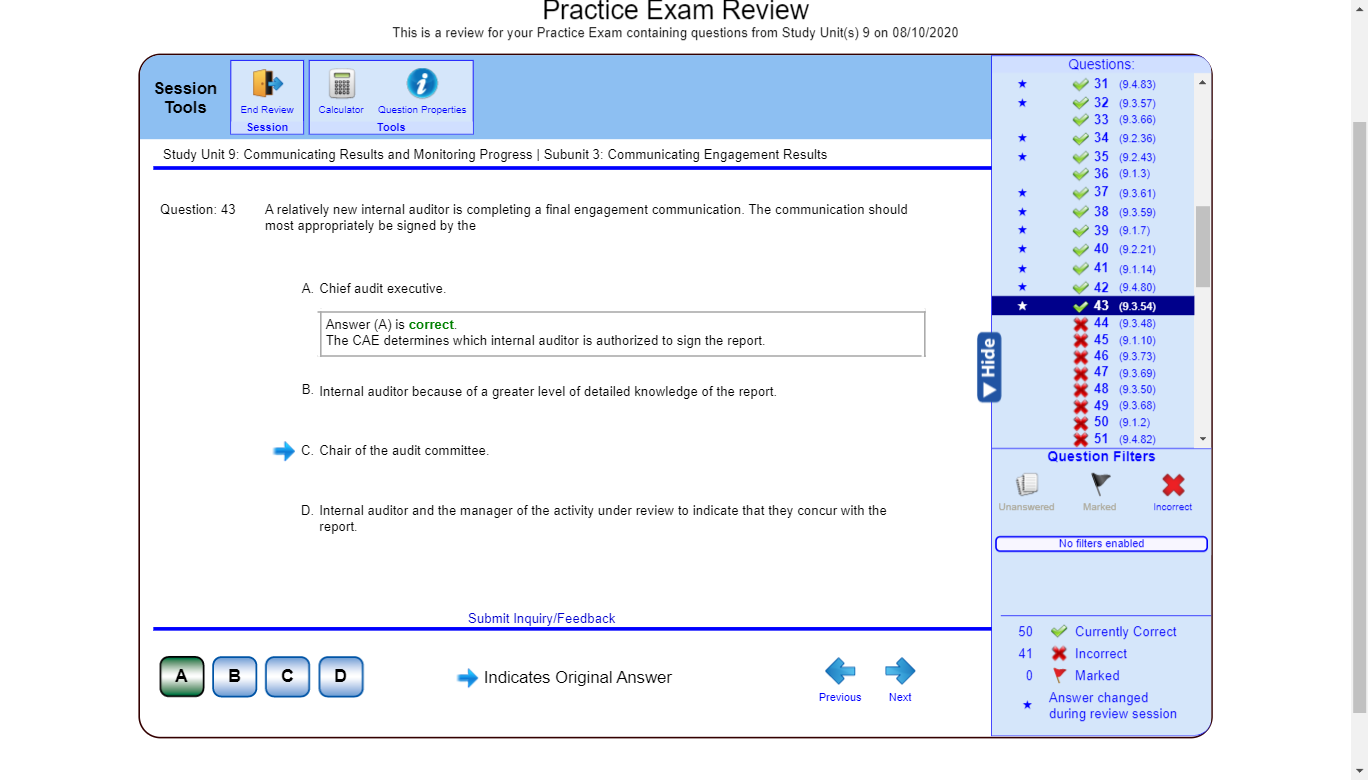 Practice Exam Review
This is a review for your Practice Exam containing questions from Study Unit(s) 9 on 08/10/2020
Session
Tools
End Review
Session
Calculator
Question Properties
Tools
Study Unit 9: Communicating Results and Monitoring Progress | Subunit 3: Communicating Engagement Results
Question: 43
A relatively new internal auditor is completing a final engagement communication. The communication should
most appropriately be signed by the
A. Chief audit executive.
Answer (A) is correct.
The CAE determines which internal auditor is authorized to sign the report.
B. Internal auditor because of a greater level of detailed knowledge of the report.
C. Chair of the audit committee.
D. Internal auditor and the manager of the activity under review to indicate that they concur with the
report.
Submit Inquiry/Feedback
A B C D
Indicates Original Answer
Previous
Next
Hide
Questions:
31 (9.4.83)
32 (9.3.57)
33 (9.3.66)
34 (9.2.36)
35 (9.2.43)
36 (9.1.3)
37 (9.3.61)
38 (9.3.59)
39 (9.1.7)
40 (9.2.21)
41 (9.1.14)
42 (9.4.80)
43 (9.3.54)
44 (9.3.48)
45 (9.1.10)
46 (9.3.73)
47 (9.3.69)
48 (9.3.50)
49 (9.3.68)
50 (9.1.2)
51 (9.4.82)
Question Filters
Unanswered
Marked
Incorrect
No filters enabled
50 Currently Correct
41 Incorrect
0 Marked
Answer changed
during review session